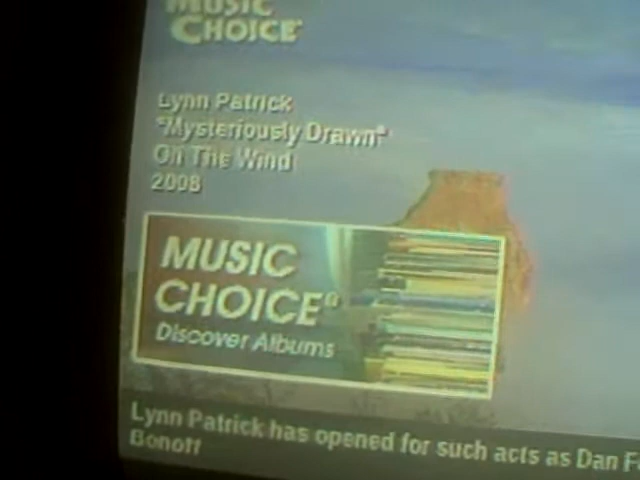 MUSIC
CHOICE
Lynn Patrick
"Mysteriously Drawn"
On The Wind
2008
MUSIC
CHOICE®
Discover Albums
Lynn Patrick has opened for such acts as Dan
Bonoff